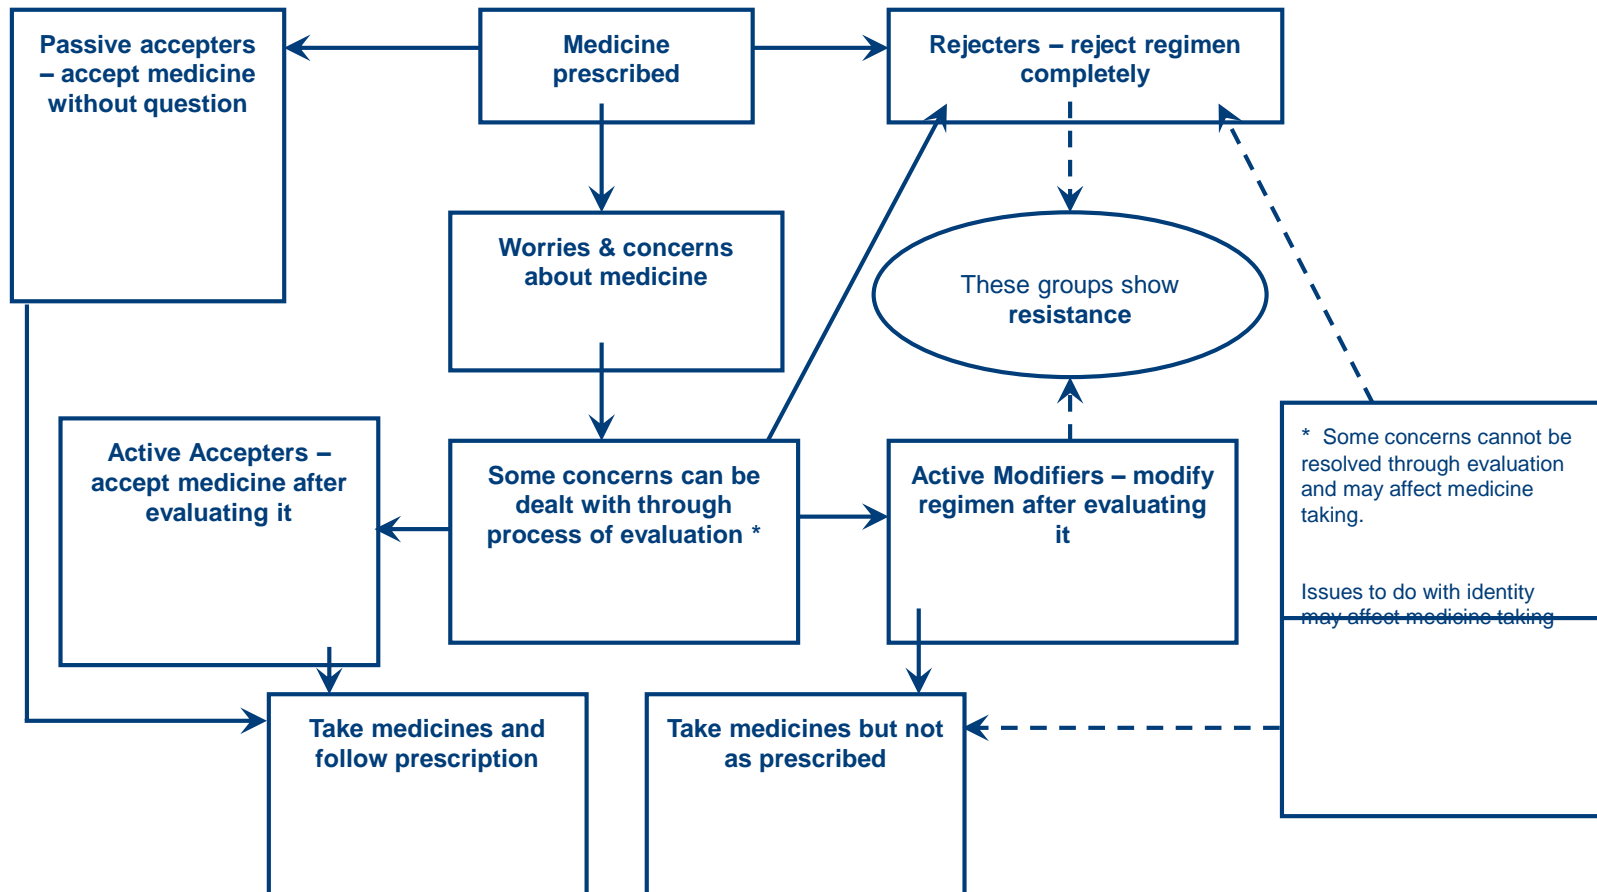 Passive accepters
– accept medicine
without question
Medicine
prescribed
Rejecters – reject regimen
completely
Worries & concerns
about medicine
These groups show
resistance
Active Accepters –
accept medicine after
evaluating it
Some concerns can be
dealt with through
process of evaluation *
Active Modifiers – modify
regimen after evaluating
it
* Some concerns cannot be
resolved through evaluation
and may affect medicine
taking.
Issues to do with identity
may affect medicine taking
Take medicines and
follow prescription
Take medicines but not
as prescribed